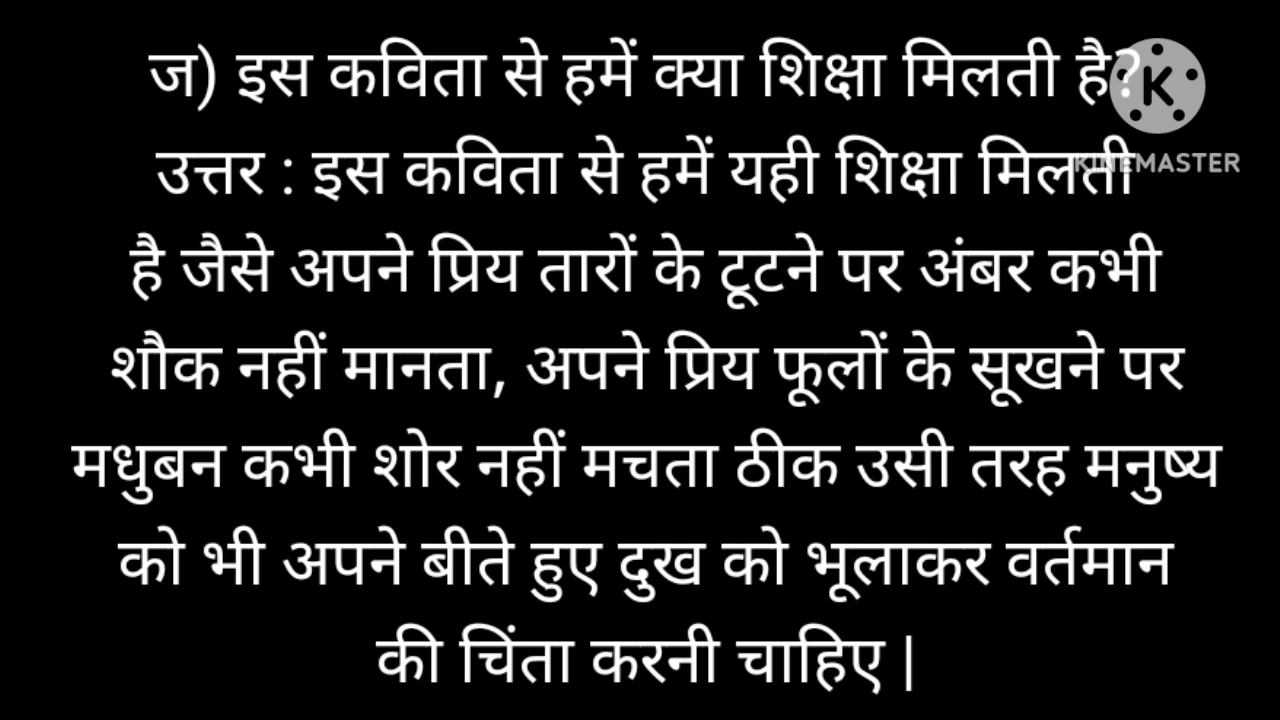 ज) इस कविता से हमें क्या शिक्षा मिलती है?
उत्तर : इस कविता से हमें यही शिक्षा मिलती
है जैसे अपने प्रिय तारों के टूटने पर अंबर कभी
शौक नहीं मानता, अपने प्रिय फूलों के सूखने पर
मधुबन कभी शोर नहीं मचता ठीक उसी तरह मनुष्य
को भी अपने बीते हुए दुख को भूलाकर वर्तमान
की चिंता करनी चाहिए |
K
KINEMASTER